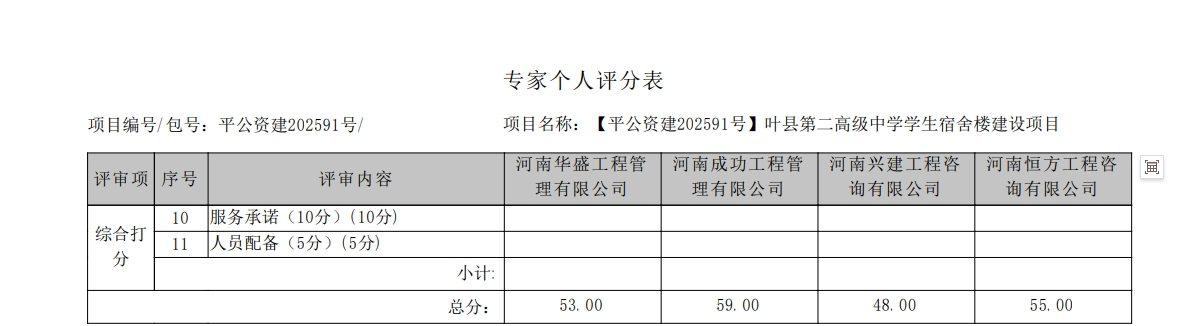 专家个人评分表
项目编号/包号：平公资建202591号/ 项目名称：【平公资建202591号】叶县第二高级中学学生宿舍楼建设项目
评审项 序号 评审内容 河南华盛工程管理有限公司 河南成功工程管理有限公司 河南兴建工程咨询有限公司 河南恒方工程咨询有限公司
综合打分
10 服务承诺（10分）(10分)
11 人员配备（5分）(5分)
小计:
总分： 53.00 59.00 48.00 55.00